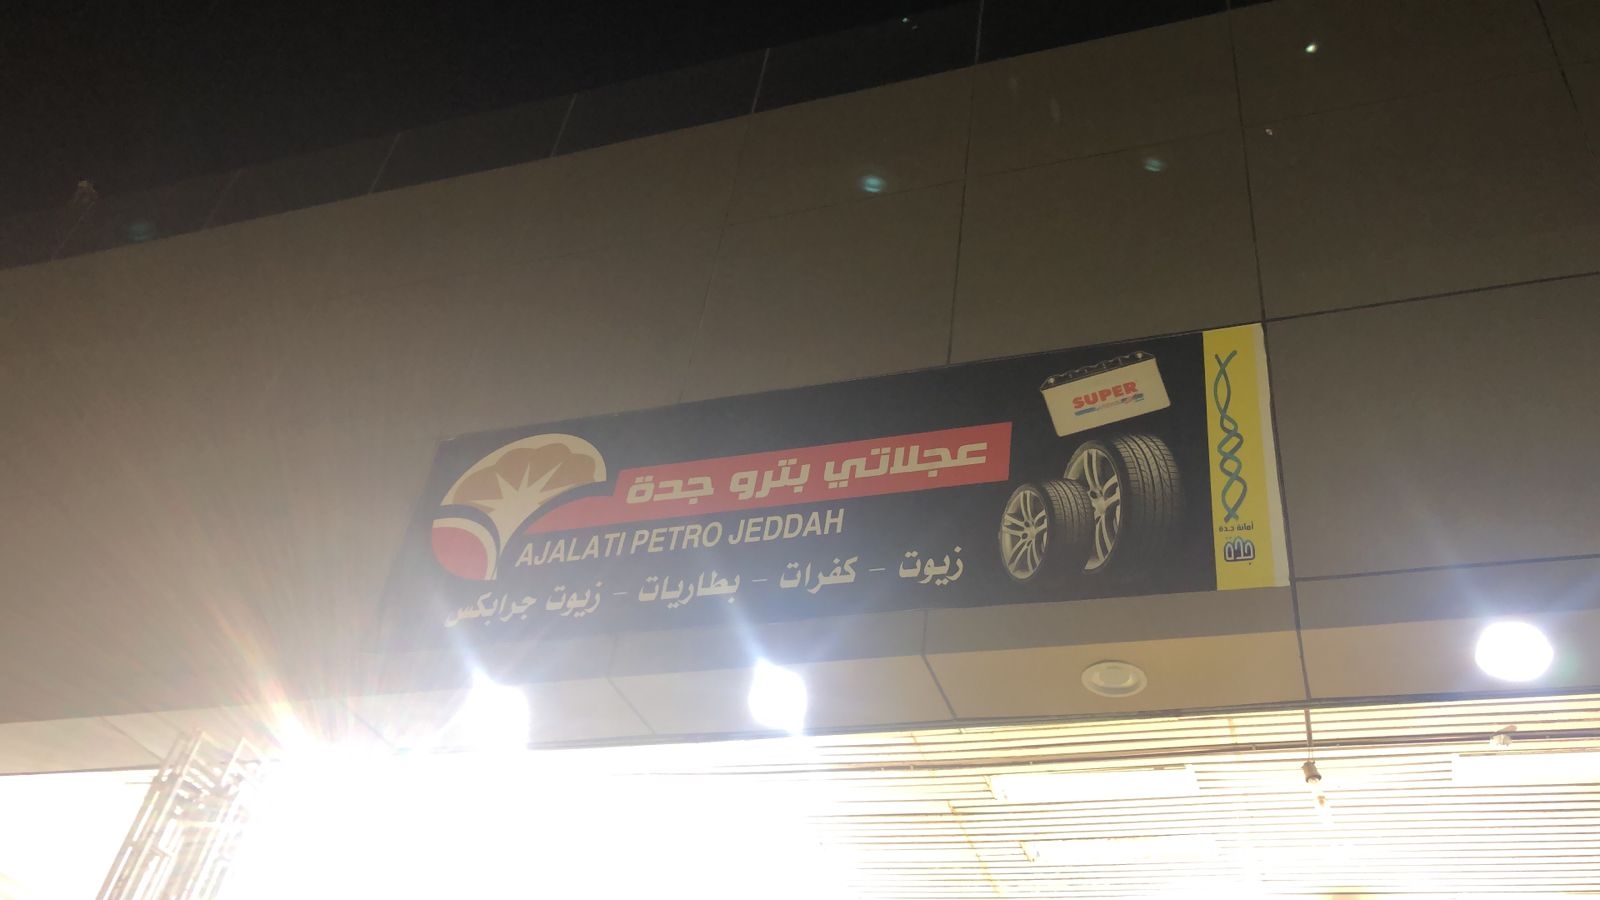 عجلاتي بترو جدة
AJALATI PETRO JEDDAH
زيوت - كفرات - بطاريات - زيوت جرابكس
SUPER
أمانة جدة
جدة